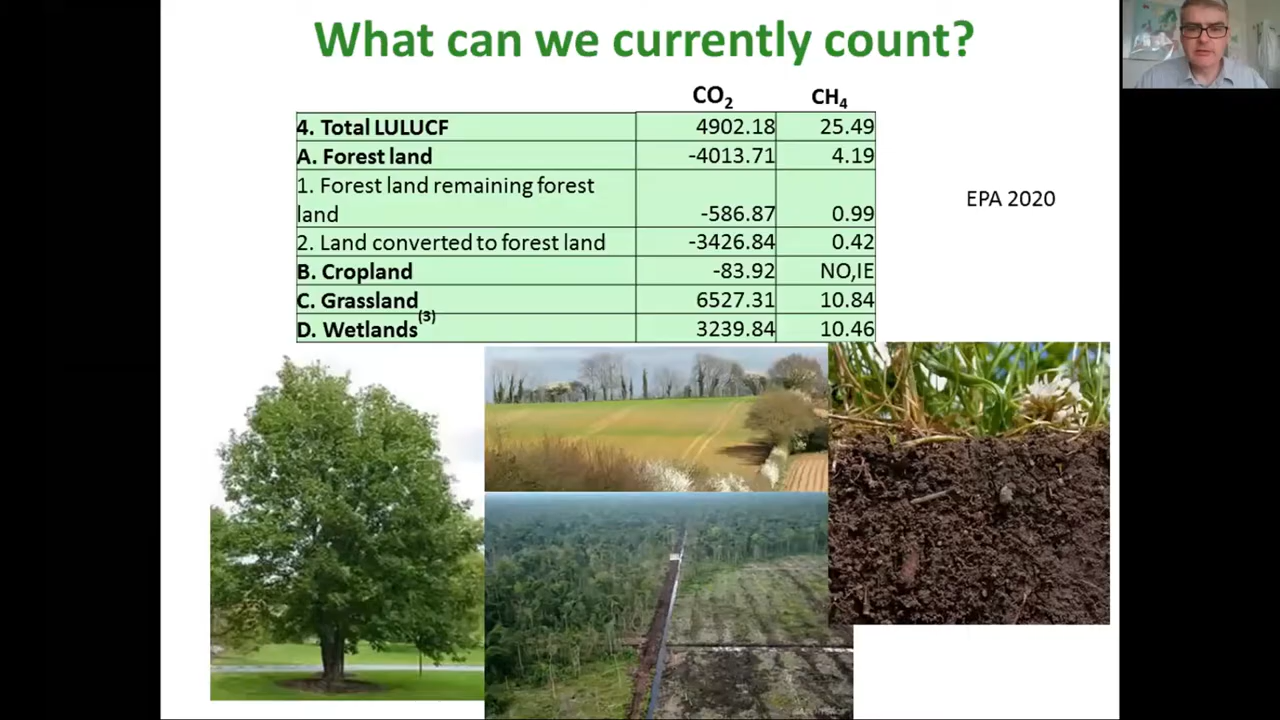 What can we currently count?
CO2 CH4
4. Total LULUCF 4902.18 25.49
A. Forest land -4013.71 4.19
1. Forest land remaining forest
land -586.87 0.99
2. Land converted to forest land -3426.84 0.42
B. Cropland -83.92 NO,IE
C. Grassland 6527.31 10.84
D. Wetlands(3) 3239.84 10.46
EPA 2020